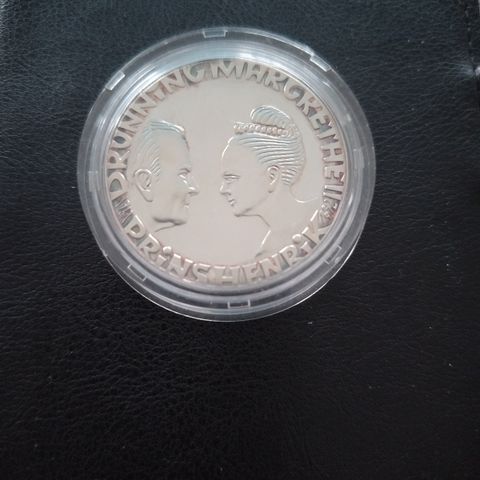 DRONNiNG MARGRETHE II
PRiNS HENRiK